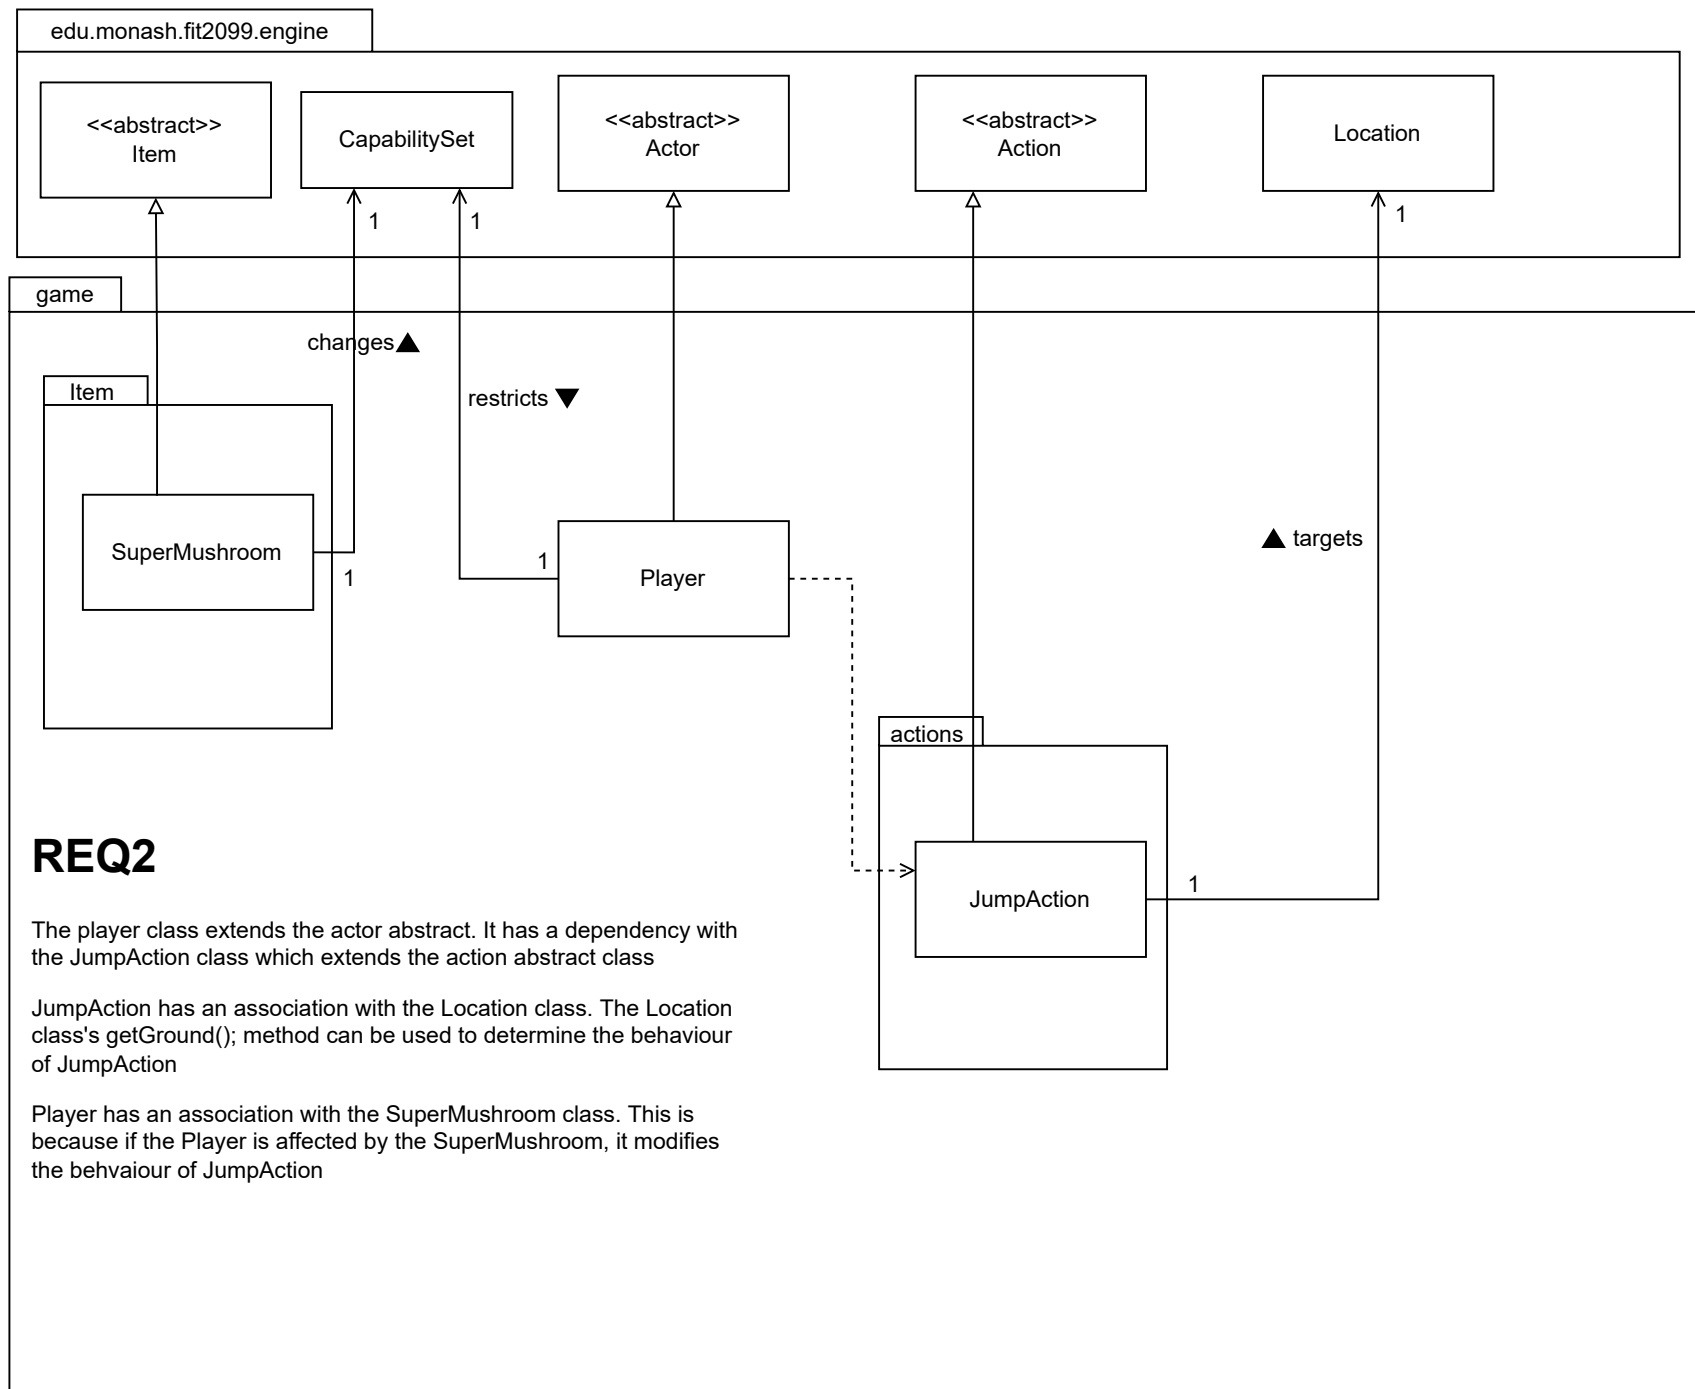 edu.monash.fit2099.engine
<<abstract>>
Item
CapabilitySet
<<abstract>>
Actor
<<abstract>>
Action
Location
1
1
1
game
changes
restricts
Item
targets
SuperMushroom
1
1
Player
actions
JumpAction
1
REQ2
The player class extends the actor abstract. It has a dependency with
the JumpAction class which extends the action abstract class
JumpAction has an association with the Location class. The Location
class's getGround(); method can be used to determine the behaviour
of JumpAction
Player has an association with the SuperMushroom class. This is
because if the Player is affected by the SuperMushroom, it modifies
the behvaiour of JumpAction